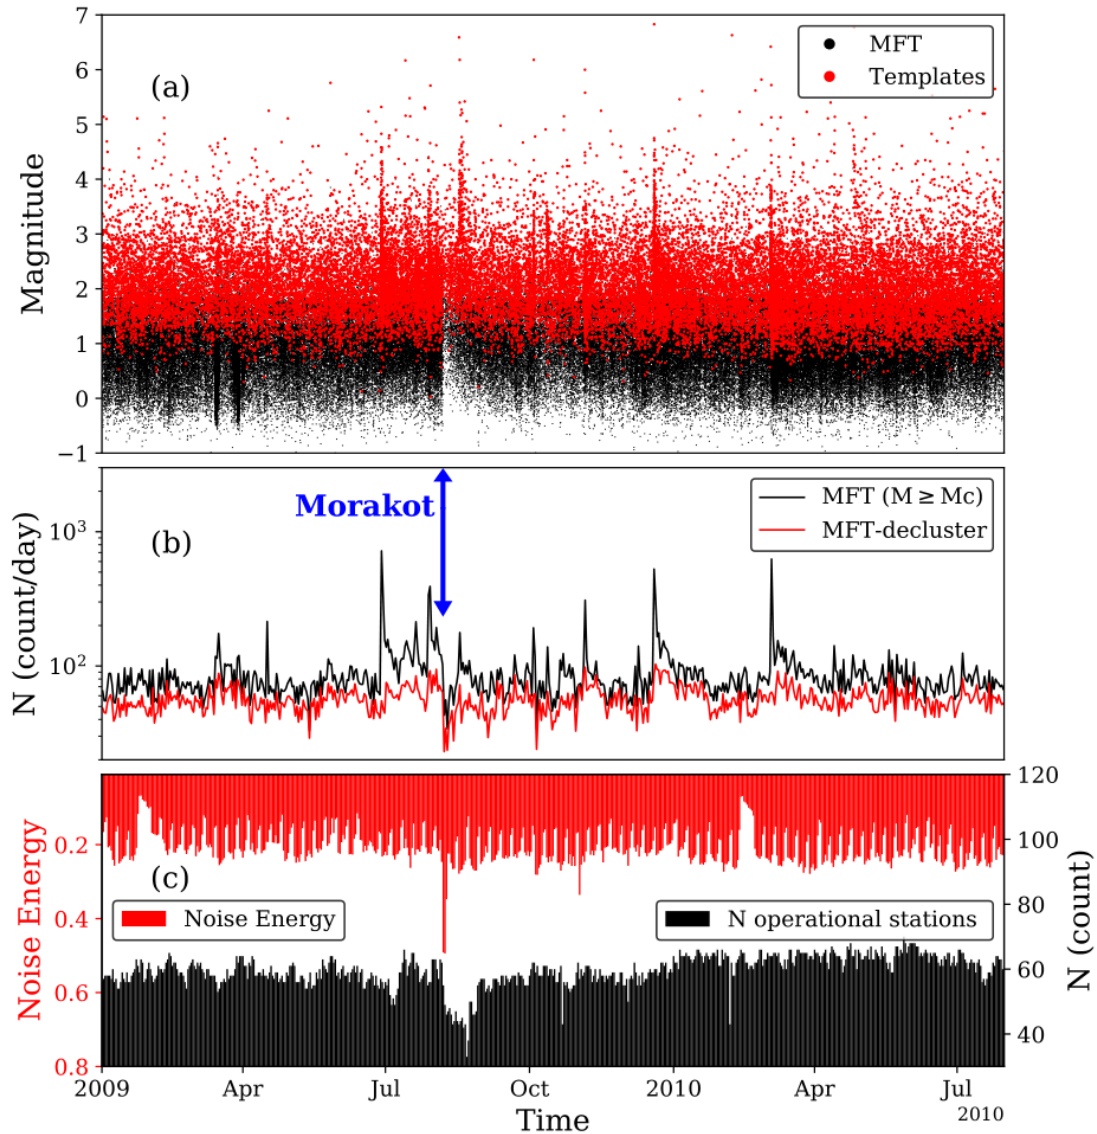 7
6
5
4
3
2
1
0
−1
Magnitude
(a)
MFT
Templates
10³
10²
N (count/day)
(b)
Morakot
MFT (M ≥ Mc)
MFT-decluster
0.2
0.4
0.6
0.8
Noise Energy
(c)
Noise Energy
N operational stations
120
100
80
60
40
N (count)
2009 Apr Jul Oct 2010 Apr Jul
2010
Time